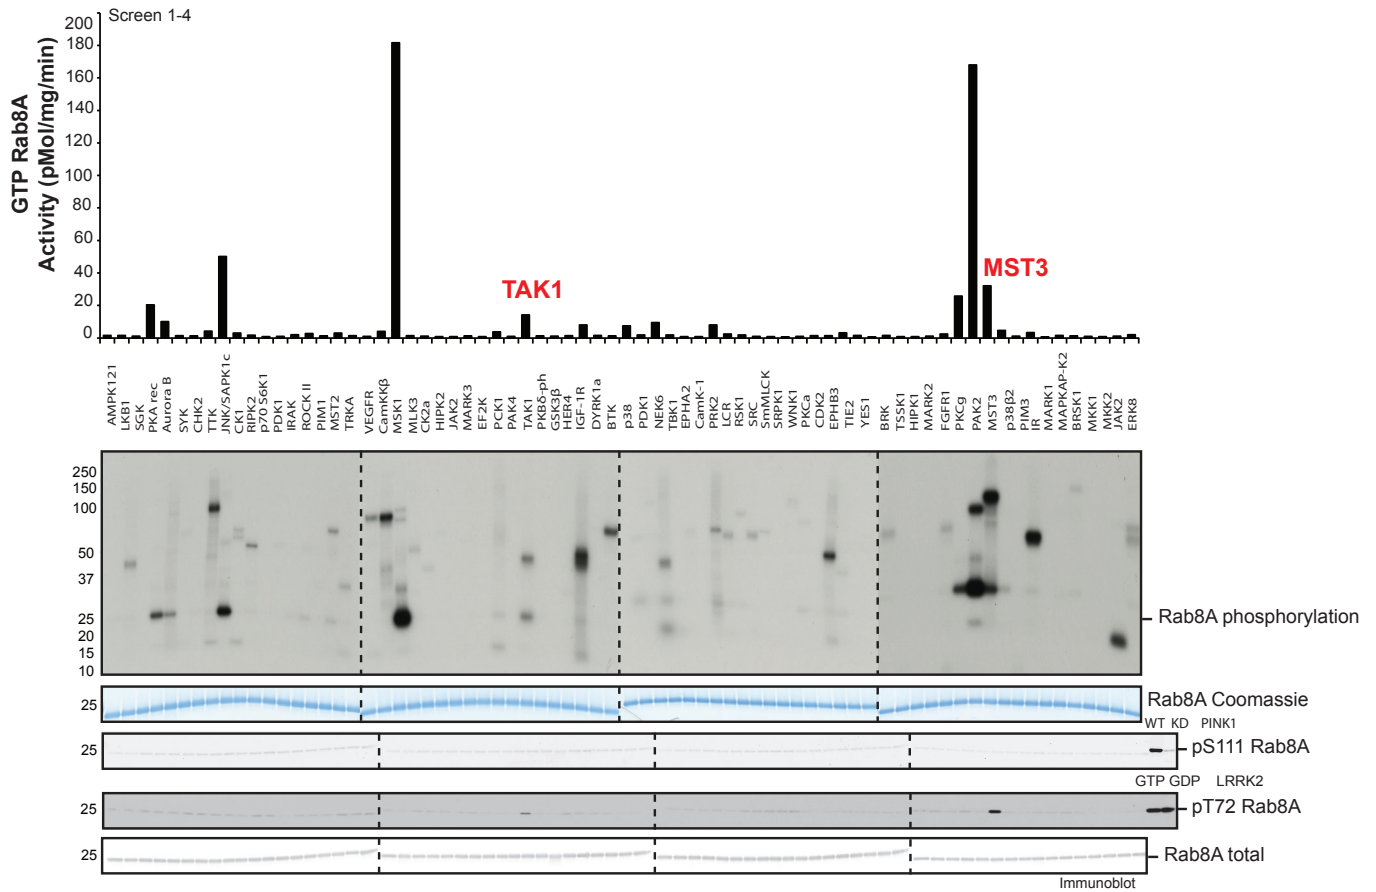 Screen 1-4
GTP Rab8A
Activity (pMol/mg/min)
200
180
160
140
120
100
80
60
40
20
0
TAK1
MST3
AMPK121
LKB1
SGK
PKA rec
Aurora B
SYK
CHK2
TTK
JNK/SAPK1c
CK1
RIPK2
p70 S6K1
PDK1
IRAK
ROCK II
PIM1
MST2
TRKA
VEGFR
CamKKβ
MSK1
MLK3
CK2a
HIPK2
JAK2
MARK3
EF2K
PCK1
PAK4
TAK1
PKBδ-ph
GSK3β
HER4
IGF-1R
DYRK1a
BTK
p38
PDK1
NEK6
TBK1
EPHA2
CamK-1
PRK2
LCR
RSK1
SRC
SmMLCK
SRPK1
WNK1
PKCa
CDK2
EPHB3
TIE2
YES1
BRK
TSSK1
HIPK1
MARK2
FGFR1
PKCg
PAK2
MST3
p38β2
PIM3
IR
MARK1
MAPKAP-K2
BRSK1
MKK1
MKK2
JAK2
ERK8
250
150
100
50
37
25
20
15
10
Rab8A phosphorylation
25
Rab8A Coomassie
WT KD PINK1
25
pS111 Rab8A
GTP GDP LRRK2
25
pT72 Rab8A
25
Rab8A total
Immunoblot